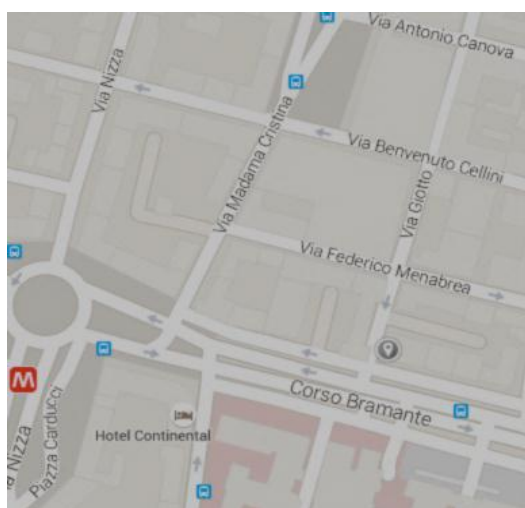 Via Antonio Canova
Via Nizza
Via Madama Cristina
Via Benvenuto Cellini
Via Giotto
Via Federico Menabrea
M
Corso Bramante
Hotel Continental
a Nizza
Piazza Carducci